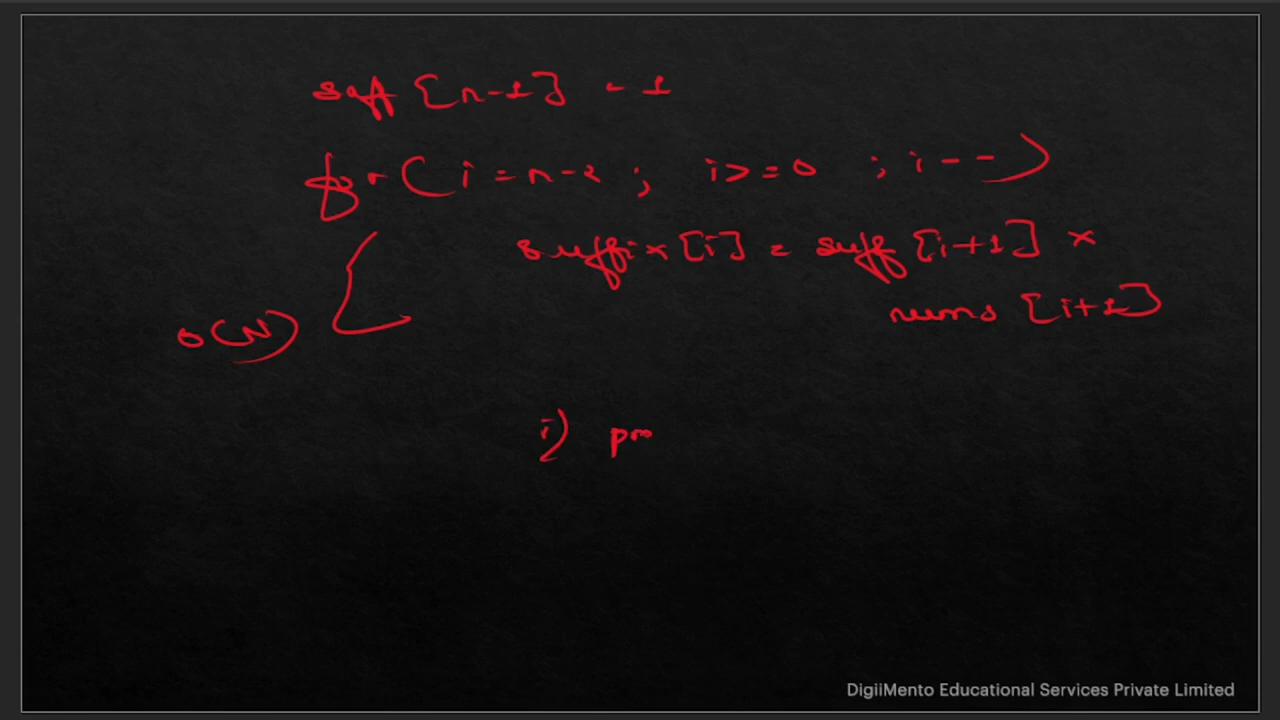 suff [n-1] = 1
for ( i = n-2 ; i >= 0 ; i -- )
suffix [i] = suff [i+1] ×
nums [i+1]
O(N)
i) pre
DigiiMento Educational Services Private Limited